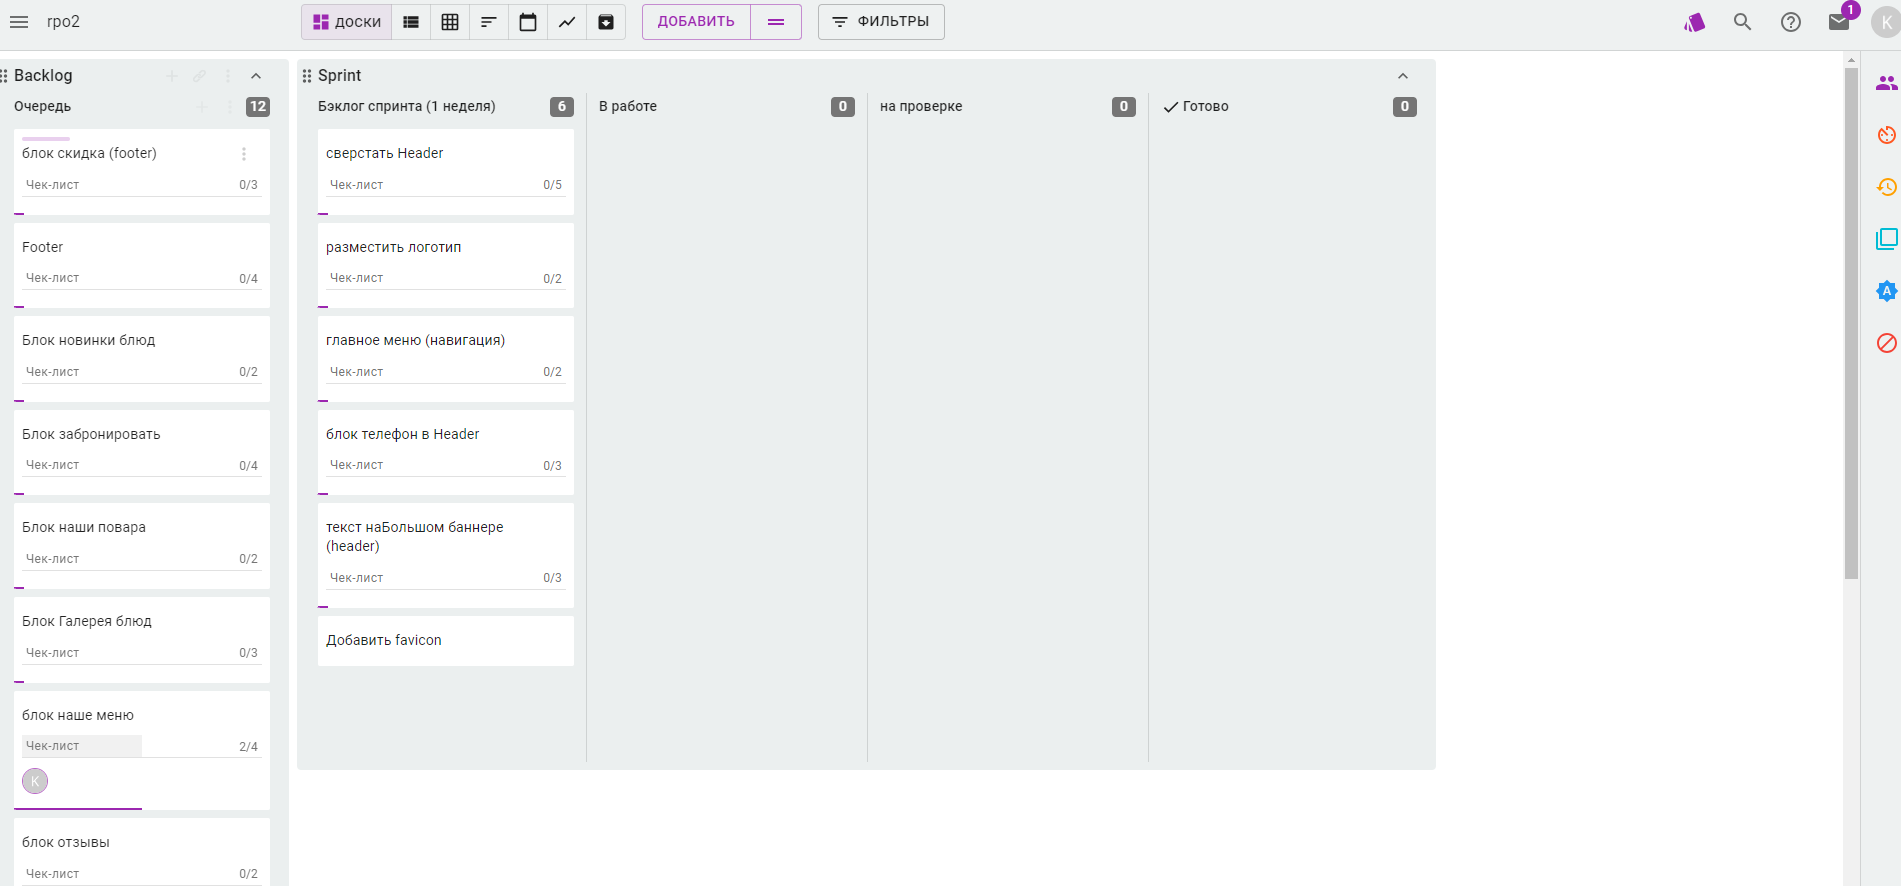 rpo2
ДОСКИ
ДОБАВИТЬ
ФИЛЬТРЫ
1
K
Backlog
Очередь 12
блок скидка (footer)
Чек-лист 0/3
Footer
Чек-лист 0/4
Блок новинки блюд
Чек-лист 0/2
Блок забронировать
Чек-лист 0/4
Блок наши повара
Чек-лист 0/2
Блок Галерея блюд
Чек-лист 0/3
блок наше меню
Чек-лист 2/4
K
блок отзывы
Чек-лист 0/2
Sprint
Бэклог спринта (1 неделя) 6
сверстать Header
Чек-лист 0/5
разместить логотип
Чек-лист 0/2
главное меню (навигация)
Чек-лист 0/2
блок телефон в Header
Чек-лист 0/3
текст наБольшом баннере
(header)
Чек-лист 0/3
Добавить favicon
В работе 0
на проверке 0
Готово 0
A